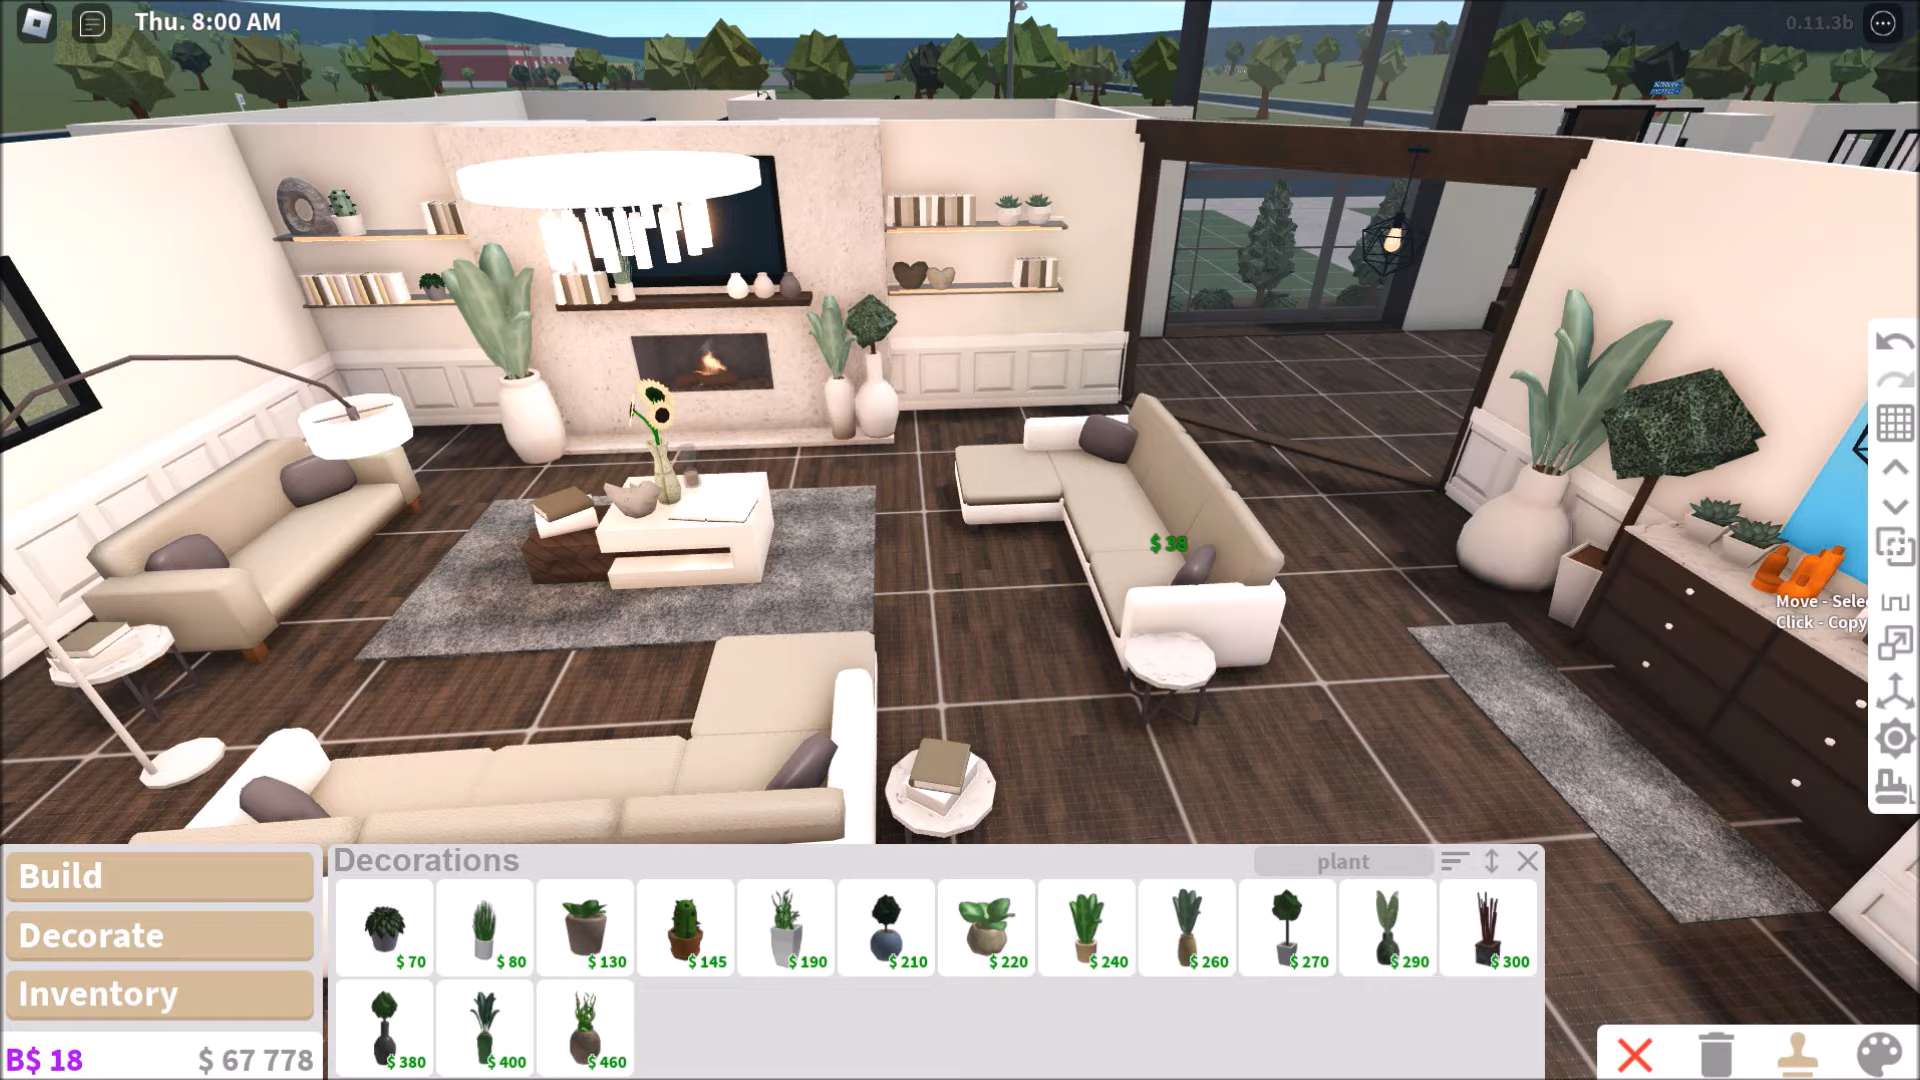 Thu. 8:00 AM
0.11.3b
$ 38
Move - Sele
Click - Copy
Build
Decorate
Inventory
B$ 18
$ 67 778
Decorations
plant
$ 70
$ 80
$ 130
$ 145
$ 190
$ 210
$ 220
$ 240
$ 260
$ 270
$ 290
$ 300
$ 380
$ 400
$ 460